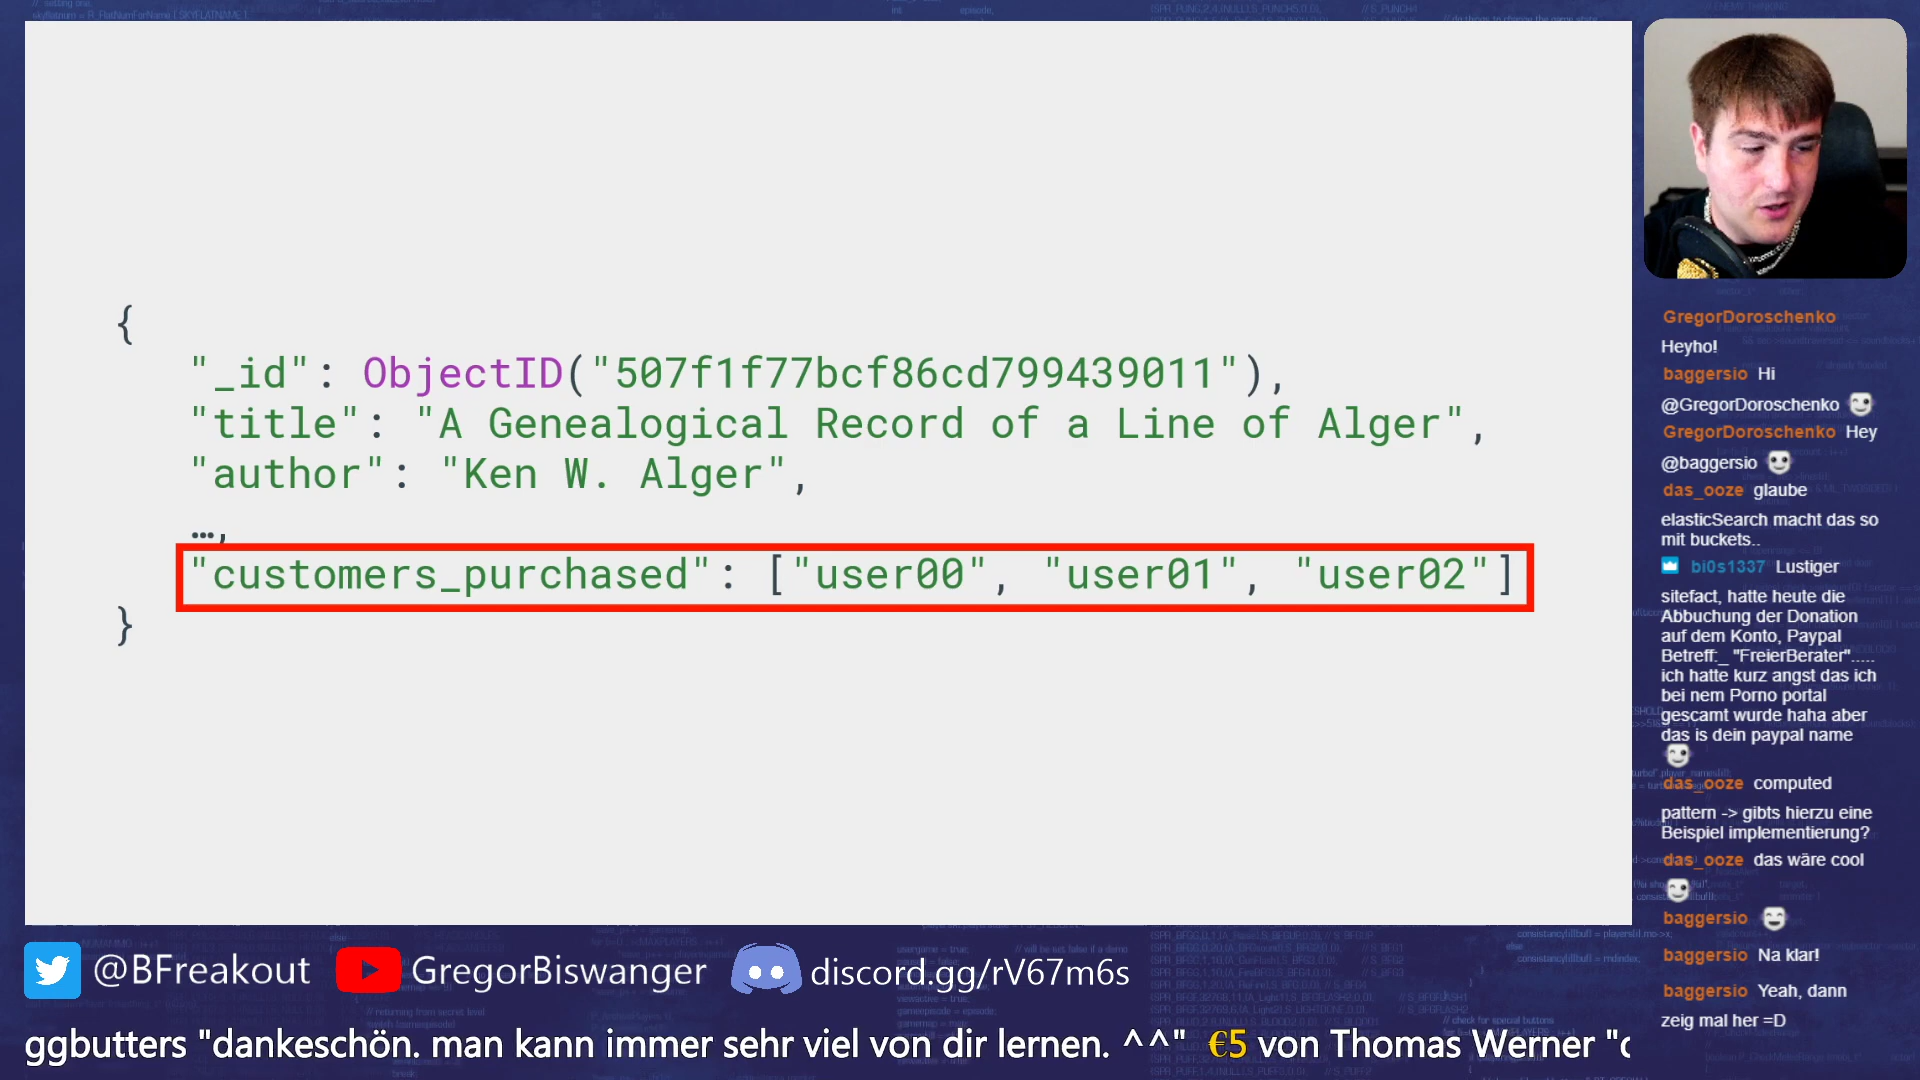 {
"_id": ObjectID("507f1f77bcf86cd799439011"),
"title": "A Genealogical Record of a Line of Alger",
"author": "Ken W. Alger",
…,
"customers_purchased": ["user00", "user01", "user02"]
}
GregorDoroschenko
Heyho!
baggersio Hi
@GregorDoroschenko
GregorDoroschenko Hey
@baggersio
das_ooze glaube
elasticSearch macht das so
mit buckets..
bi0s1337 Lustiger
sitefact, hatte heute die
Abbuchung der Donation
auf dem Konto, Paypal
Betreff:_ "FreierBerater".....
ich hatte kurz angst das ich
bei nem Porno portal
gescamt wurde haha aber
das is dein paypal name
das_ooze computed
pattern -> gibts hierzu eine
Beispiel implementierung?
das_ooze das wäre cool
baggersio
baggersio Na klar!
baggersio Yeah, dann
zeig mal her =D
@BFreakout GregorBiswanger discord.gg/rV67m6s
ggbutters "dankeschön. man kann immer sehr viel von dir lernen. ^^" €5 von Thomas Werner "